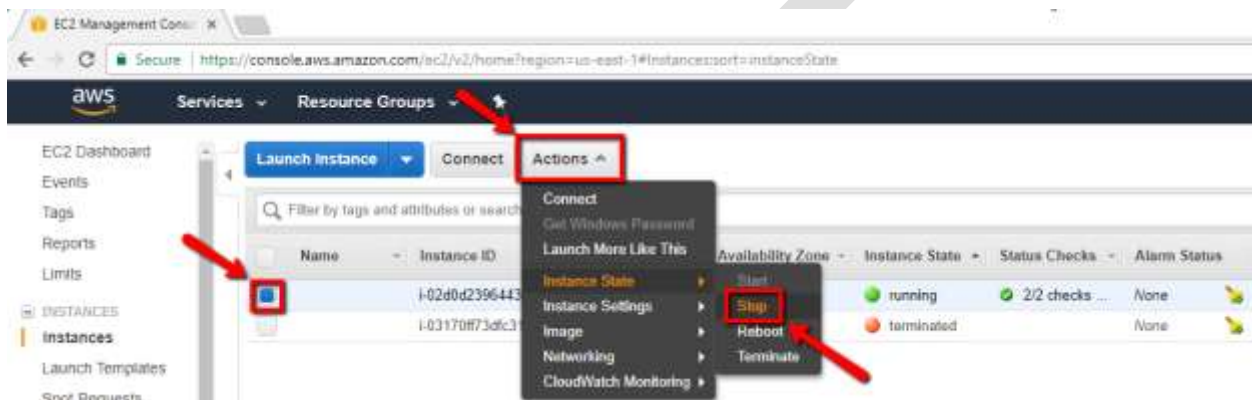 EC2 Management Cons
Secure https://console.aws.amazon.com/ec2/v2/home?region=us-east-1#Instances:sort=instanceState
aws Services Resource Groups
EC2 Dashboard
Events
Tags
Reports
Limits
INSTANCES
Instances
Launch Templates
Spot Requests
Launch Instance Connect Actions
Filter by tags and attributes or search
Name Instance ID Availability Zone Instance State Status Checks Alarm Status
i-02d0d2396443 running 2/2 checks ... None
i-03170ff73dfc31 terminated None
Connect
Get Windows Password
Launch More Like This
Instance State
Instance Settings
Image
Networking
CloudWatch Monitoring
Start
Stop
Reboot
Terminate